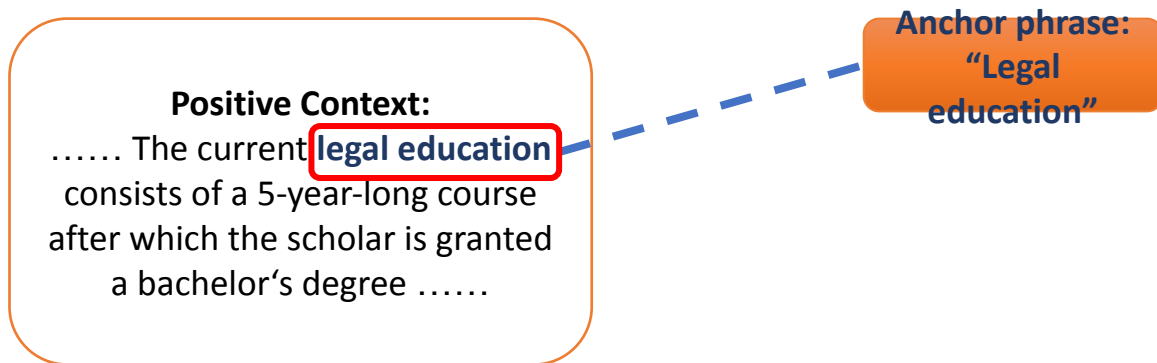 Positive Context:
…… The current legal education
consists of a 5-year-long course
after which the scholar is granted
a bachelor‘s degree ……
Anchor phrase:
“Legal
education”